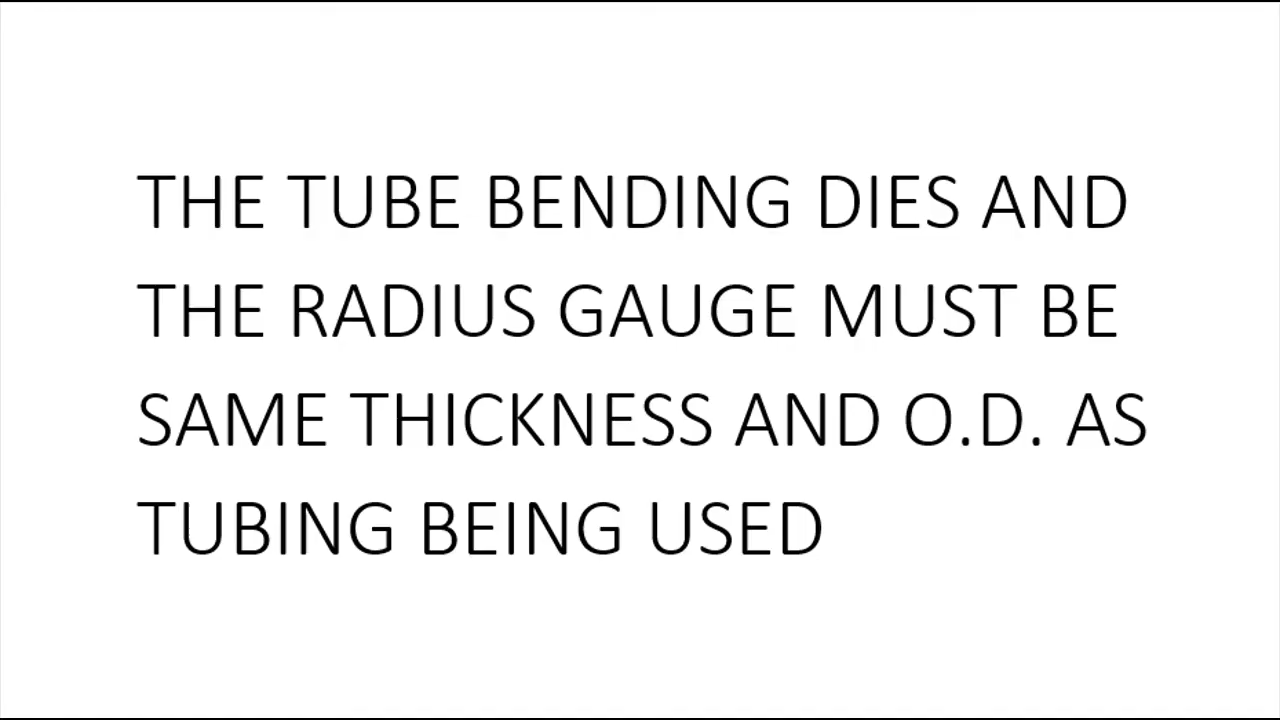 THE TUBE BENDING DIES AND
THE RADIUS GAUGE MUST BE
SAME THICKNESS AND O.D. AS
TUBING BEING USED